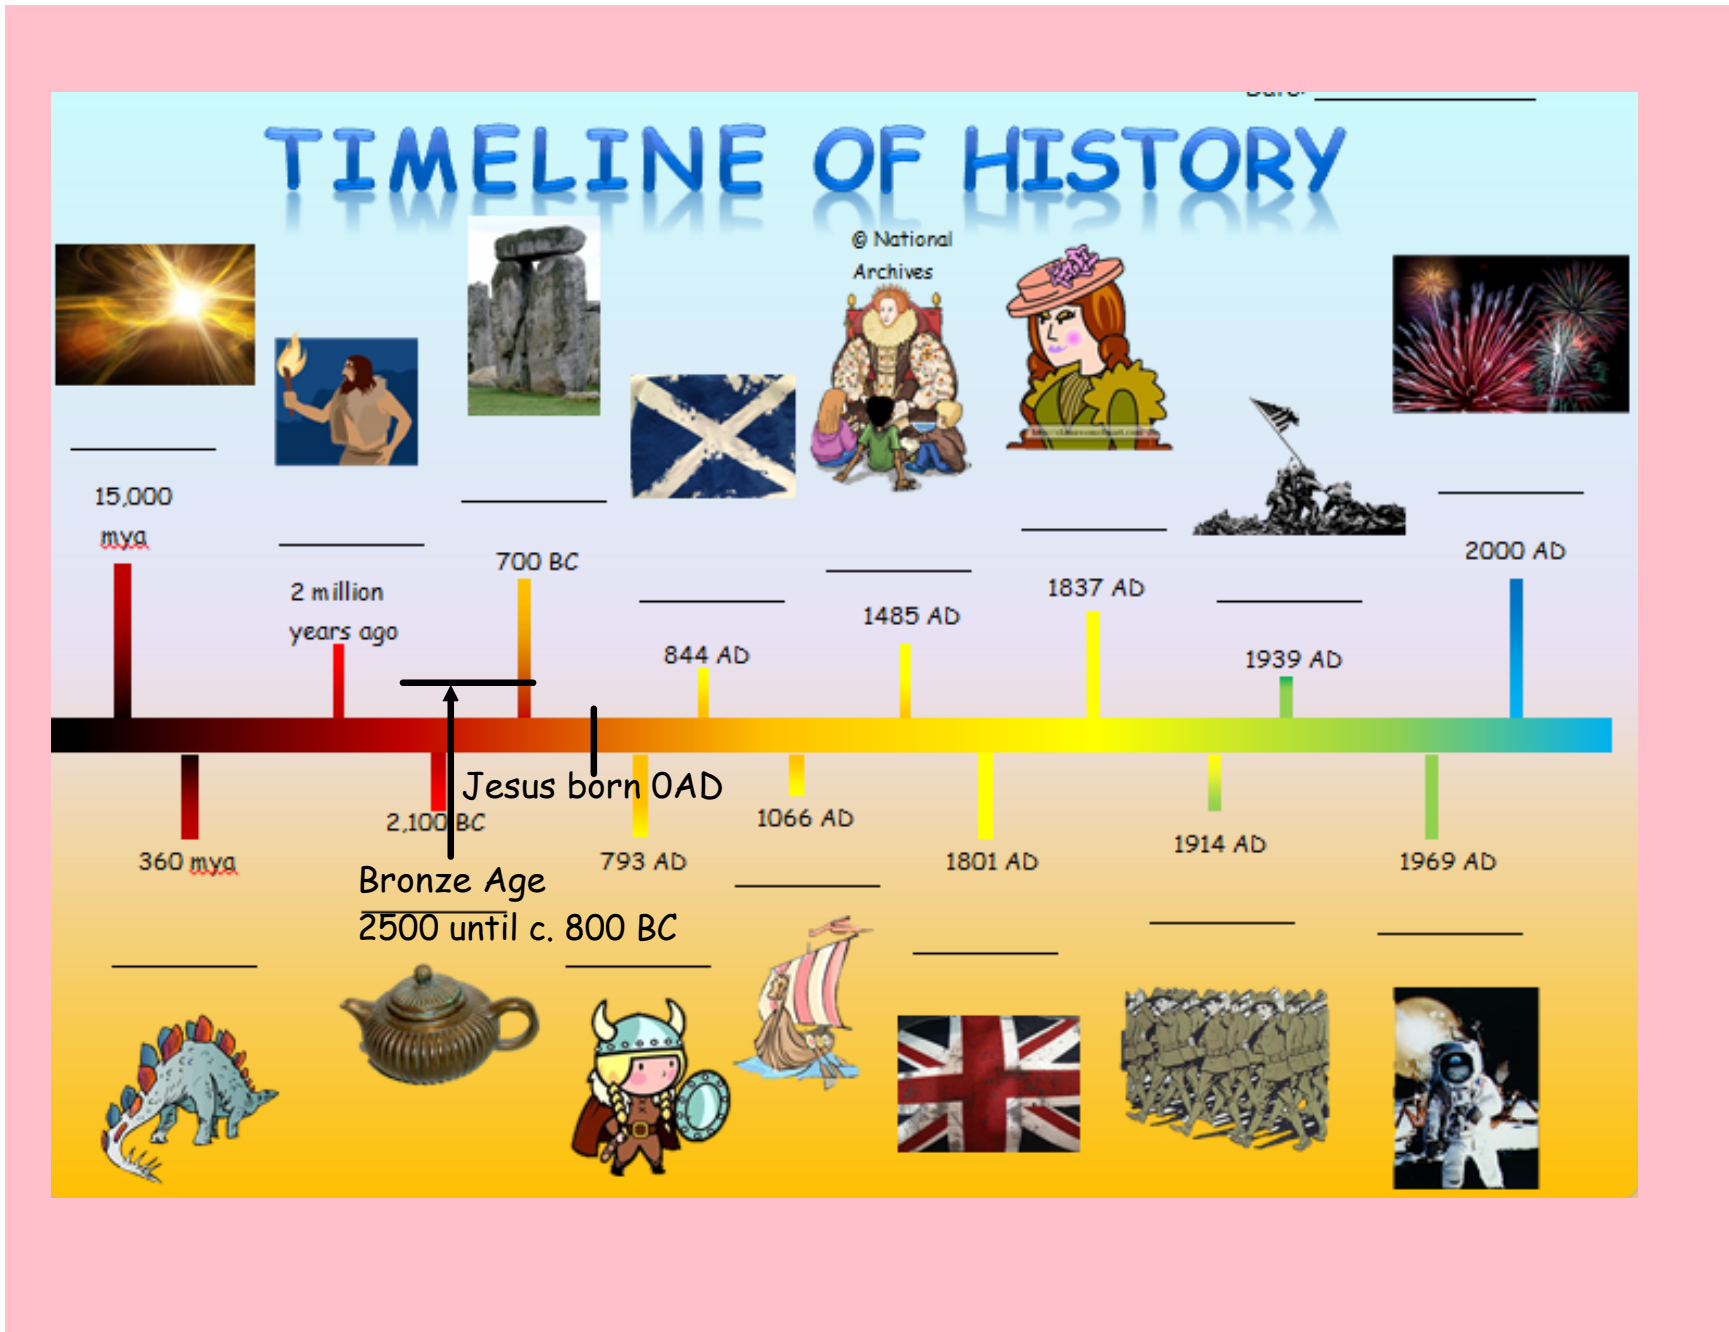 TIMELINE OF HISTORY
© National
Archives
15,000
mya
2 million
years ago
700 BC
844 AD
1485 AD
1837 AD
1939 AD
2000 AD
Jesus born 0AD
2,100 BC
360 mya
793 AD
1066 AD
1801 AD
1914 AD
1969 AD
Bronze Age
2500 until c. 800 BC